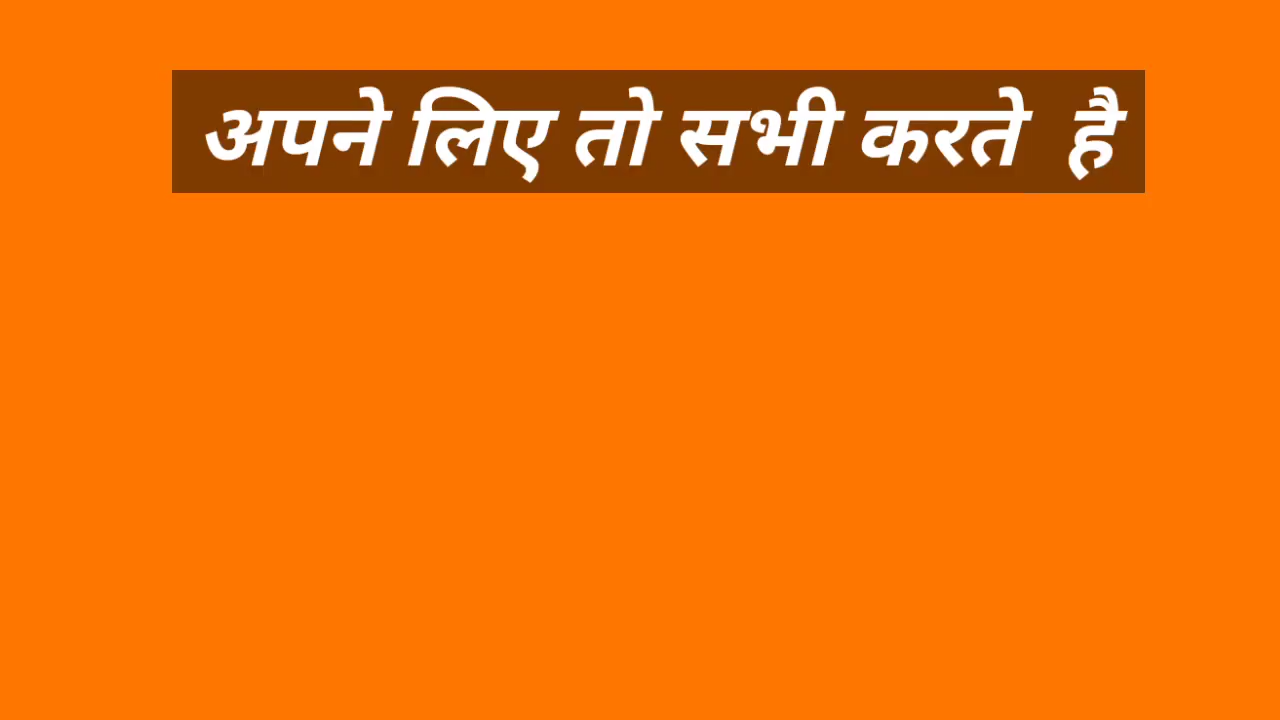 अपने लिए तो सभी करते है